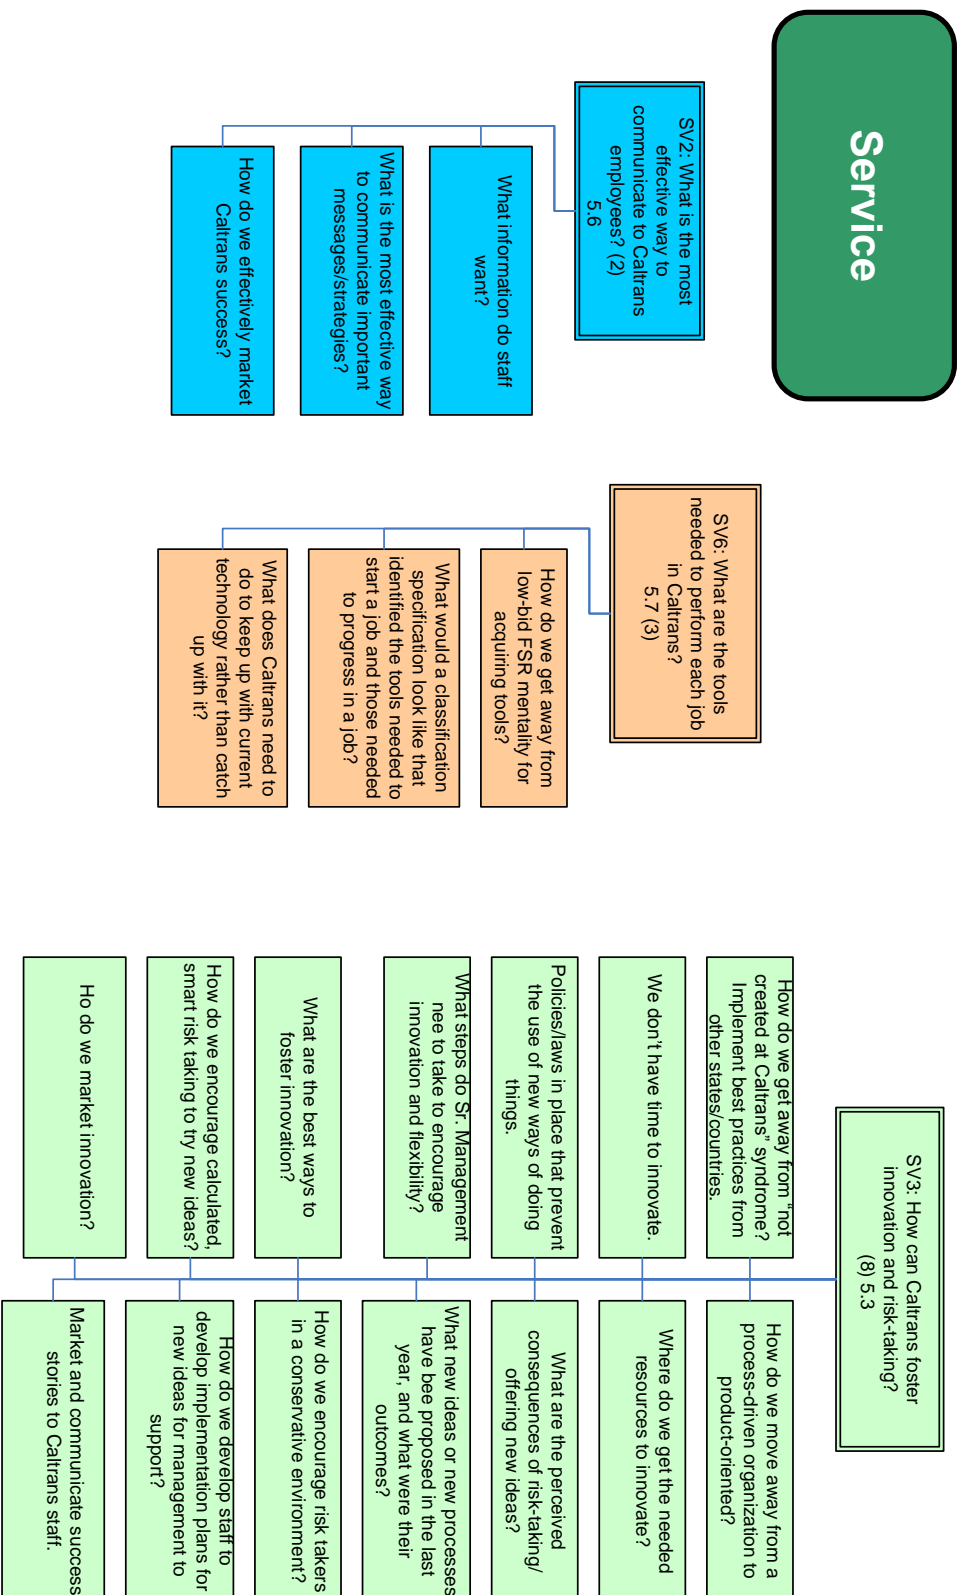 Service
SV2: What is the most
effective way to
communicate to Caltrans
employees? (2)
5.6
What information do staff
want?
What is the most effective way
to communicate important
messages/strategies?
How do we effectively market
Caltrans success?
SV6: What are the tools
needed to perform each job
in Caltrans?
5.7 (3)
How do we get away from
low-bid FSR mentality for
acquiring tools?
What would a classification
specification look like that
identified the tools needed to
start a job and those needed
to progress in a job?
What does Caltrans need to
do to keep up with current
technology rather than catch
up with it?
SV3: How can Caltrans foster
innovation and risk-taking?
(8) 5.3
How do we get away from “not
created at Caltrans” syndrome?
Implement best practices from
other states/countries.
How do we move away from a
process-driven organization to
product-oriented?
We don’t have time to innovate.
Where do we get the needed
resources to innovate?
Policies/laws in place that prevent
the use of new ways of doing
things.
What are the perceived
consequences of risk-taking/
offering new ideas?
What steps do Sr. Management
nee to take to encourage
innovation and flexibility?
What new ideas or new processes
have bee proposed in the last
year, and what were their
outcomes?
What are the best ways to
foster innovation?
How do we encourage risk takers
in a conservative environment?
How do we encourage calculated,
smart risk taking to try new ideas?
How do we develop staff to
develop implementation plans for
new ideas for management to
support?
Ho do we market innovation?
Market and communicate success
stories to Caltrans staff.